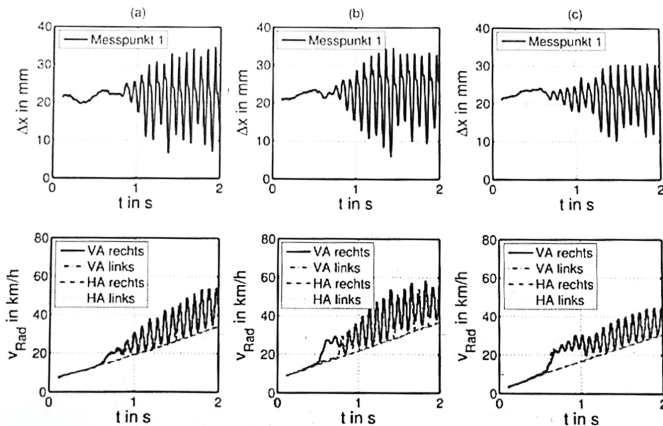 (a)
(b)
(c)
40
30
20
10
0
Δx in mm
Messpunkt 1
0
1
2
t in s
40
30
20
10
0
Δx in mm
Messpunkt 1
0
1
2
t in s
40
30
20
10
0
Δx in mm
Messpunkt 1
0
1
2
t in s
80
60
40
20
0
vRad in km/h
VA rechts
VA links
HA rechts
HA links
0
1
2
t in s
80
60
40
20
0
vRad in km/h
VA rechts
VA links
HA rechts
HA links
0
1
2
t in s
80
60
40
20
0
vRad in km/h
VA rechts
VA links
HA rechts
HA links
0
1
2
t in s